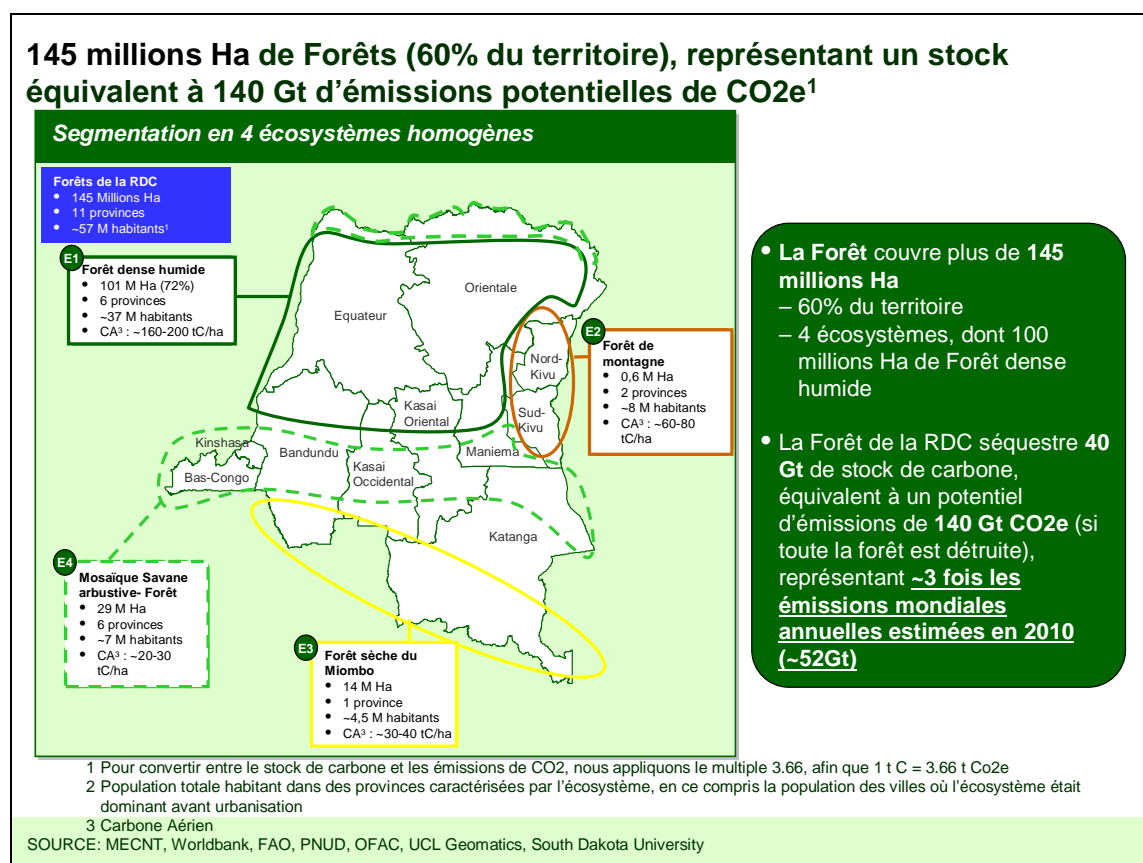 145 millions Ha de Forêts (60% du territoire), représentant un stock
équivalent à 140 Gt d’émissions potentielles de CO2e¹
Segmentation en 4 écosystèmes homogènes
Forêts de la RDC
• 145 Millions Ha
• 11 provinces
• ~57 M habitants¹
E1
Forêt dense humide
• 101 M Ha (72%)
• 6 provinces
• ~37 M habitants
• CA³ : ~160-200 tC/ha
Orientale
Equateur
E2
Forêt de
montagne
• 0,6 M Ha
• 2 provinces
• ~8 M habitants
• CA³ : ~60-80
tC/ha
Nord-
Kivu
Kasai
Oriental
Sud-
Kivu
Kinshasa
Bandundu
Maniema
Bas-Congo
Kasai
Occidental
Katanga
E4
Mosaïque Savane
arbustive- Forêt
• 29 M Ha
• 6 provinces
• ~7 M habitants
• CA³ : ~20-30
tC/ha
E3
Forêt sèche du
Miombo
• 14 M Ha
• 1 province
• ~4,5 M habitants
• CA³ : ~30-40 tC/ha
• La Forêt couvre plus de 145
millions Ha
– 60% du territoire
– 4 écosystèmes, dont 100
millions Ha de Forêt dense
humide
• La Forêt de la RDC séquestre 40
Gt de stock de carbone,
équivalent à un potentiel
d’émissions de 140 Gt CO2e (si
toute la forêt est détruite),
représentant ~3 fois les
émissions mondiales
annuelles estimées en 2010
(~52Gt)
1 Pour convertir entre le stock de carbone et les émissions de CO2, nous appliquons le multiple 3.66, afin que 1 t C = 3.66 t Co2e
2 Population totale habitant dans des provinces caractérisées par l’écosystème, en ce compris la population des villes où l’écosystème était
dominant avant urbanisation
3 Carbone Aérien
SOURCE: MECNT, Worldbank, FAO, PNUD, OFAC, UCL Geomatics, South Dakota University